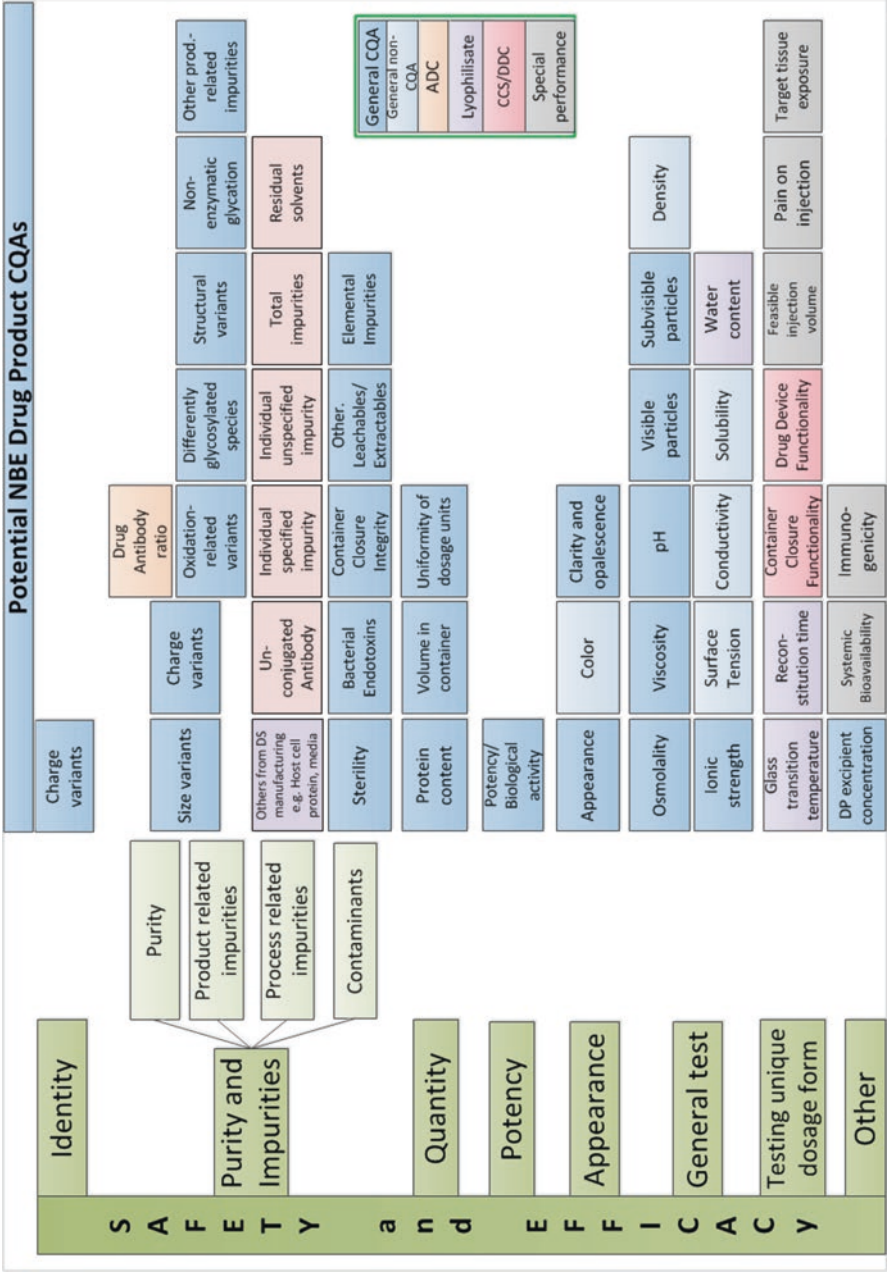 Potential NBE Drug Product CQAs
SAFETY and EFFICACy
Identity
Charge
variants
Purity and
Impurities
Purity
Product related
impurities
Process related
impurities
Contaminants
Drug
Antibody
ratio
Size variants
Charge
variants
Oxidation-
related
variants
Differently
glycosylated
species
Structural
variants
Non-
enzymatic
glycation
Other prod.-
related
impurities
Others from DS
manufacturing
e.g. Host cell
protein, media
Un-
conjugated
Antibody
Individual
specified
impurity
Individual
unspecified
impurity
Total
impurities
Residual
solvents
Sterility
Bacterial
Endotoxins
Container
Closure
Integrity
Other.
Leachables/
Extractables
Elemental
Impurities
General CQA
General non-
CQA
ADC
Lyophilisate
CCS/DDC
Special
performance
Quantity
Protein
content
Volume in
container
Uniformity of
dosage units
Potency
Potency/
Biological
activity
Appearance
Appearance
Color
Clarity and
opalescence
General test
Osmolality
Viscosity
pH
Visible
particles
Subvisible
particles
Density
Ionic
strength
Surface
Tension
Conductivity
Solubility
Water
content
Testing unique
dosage form
Glass
transition
temperature
Recon-
stitution time
Container
Closure
Functionality
Drug Device
Functionality
Feasible
injection
volume
Pain on
injection
Target tissue
exposure
Other
DP excipient
concentration
Systemic
Bioavailability
Immuno-
genicity